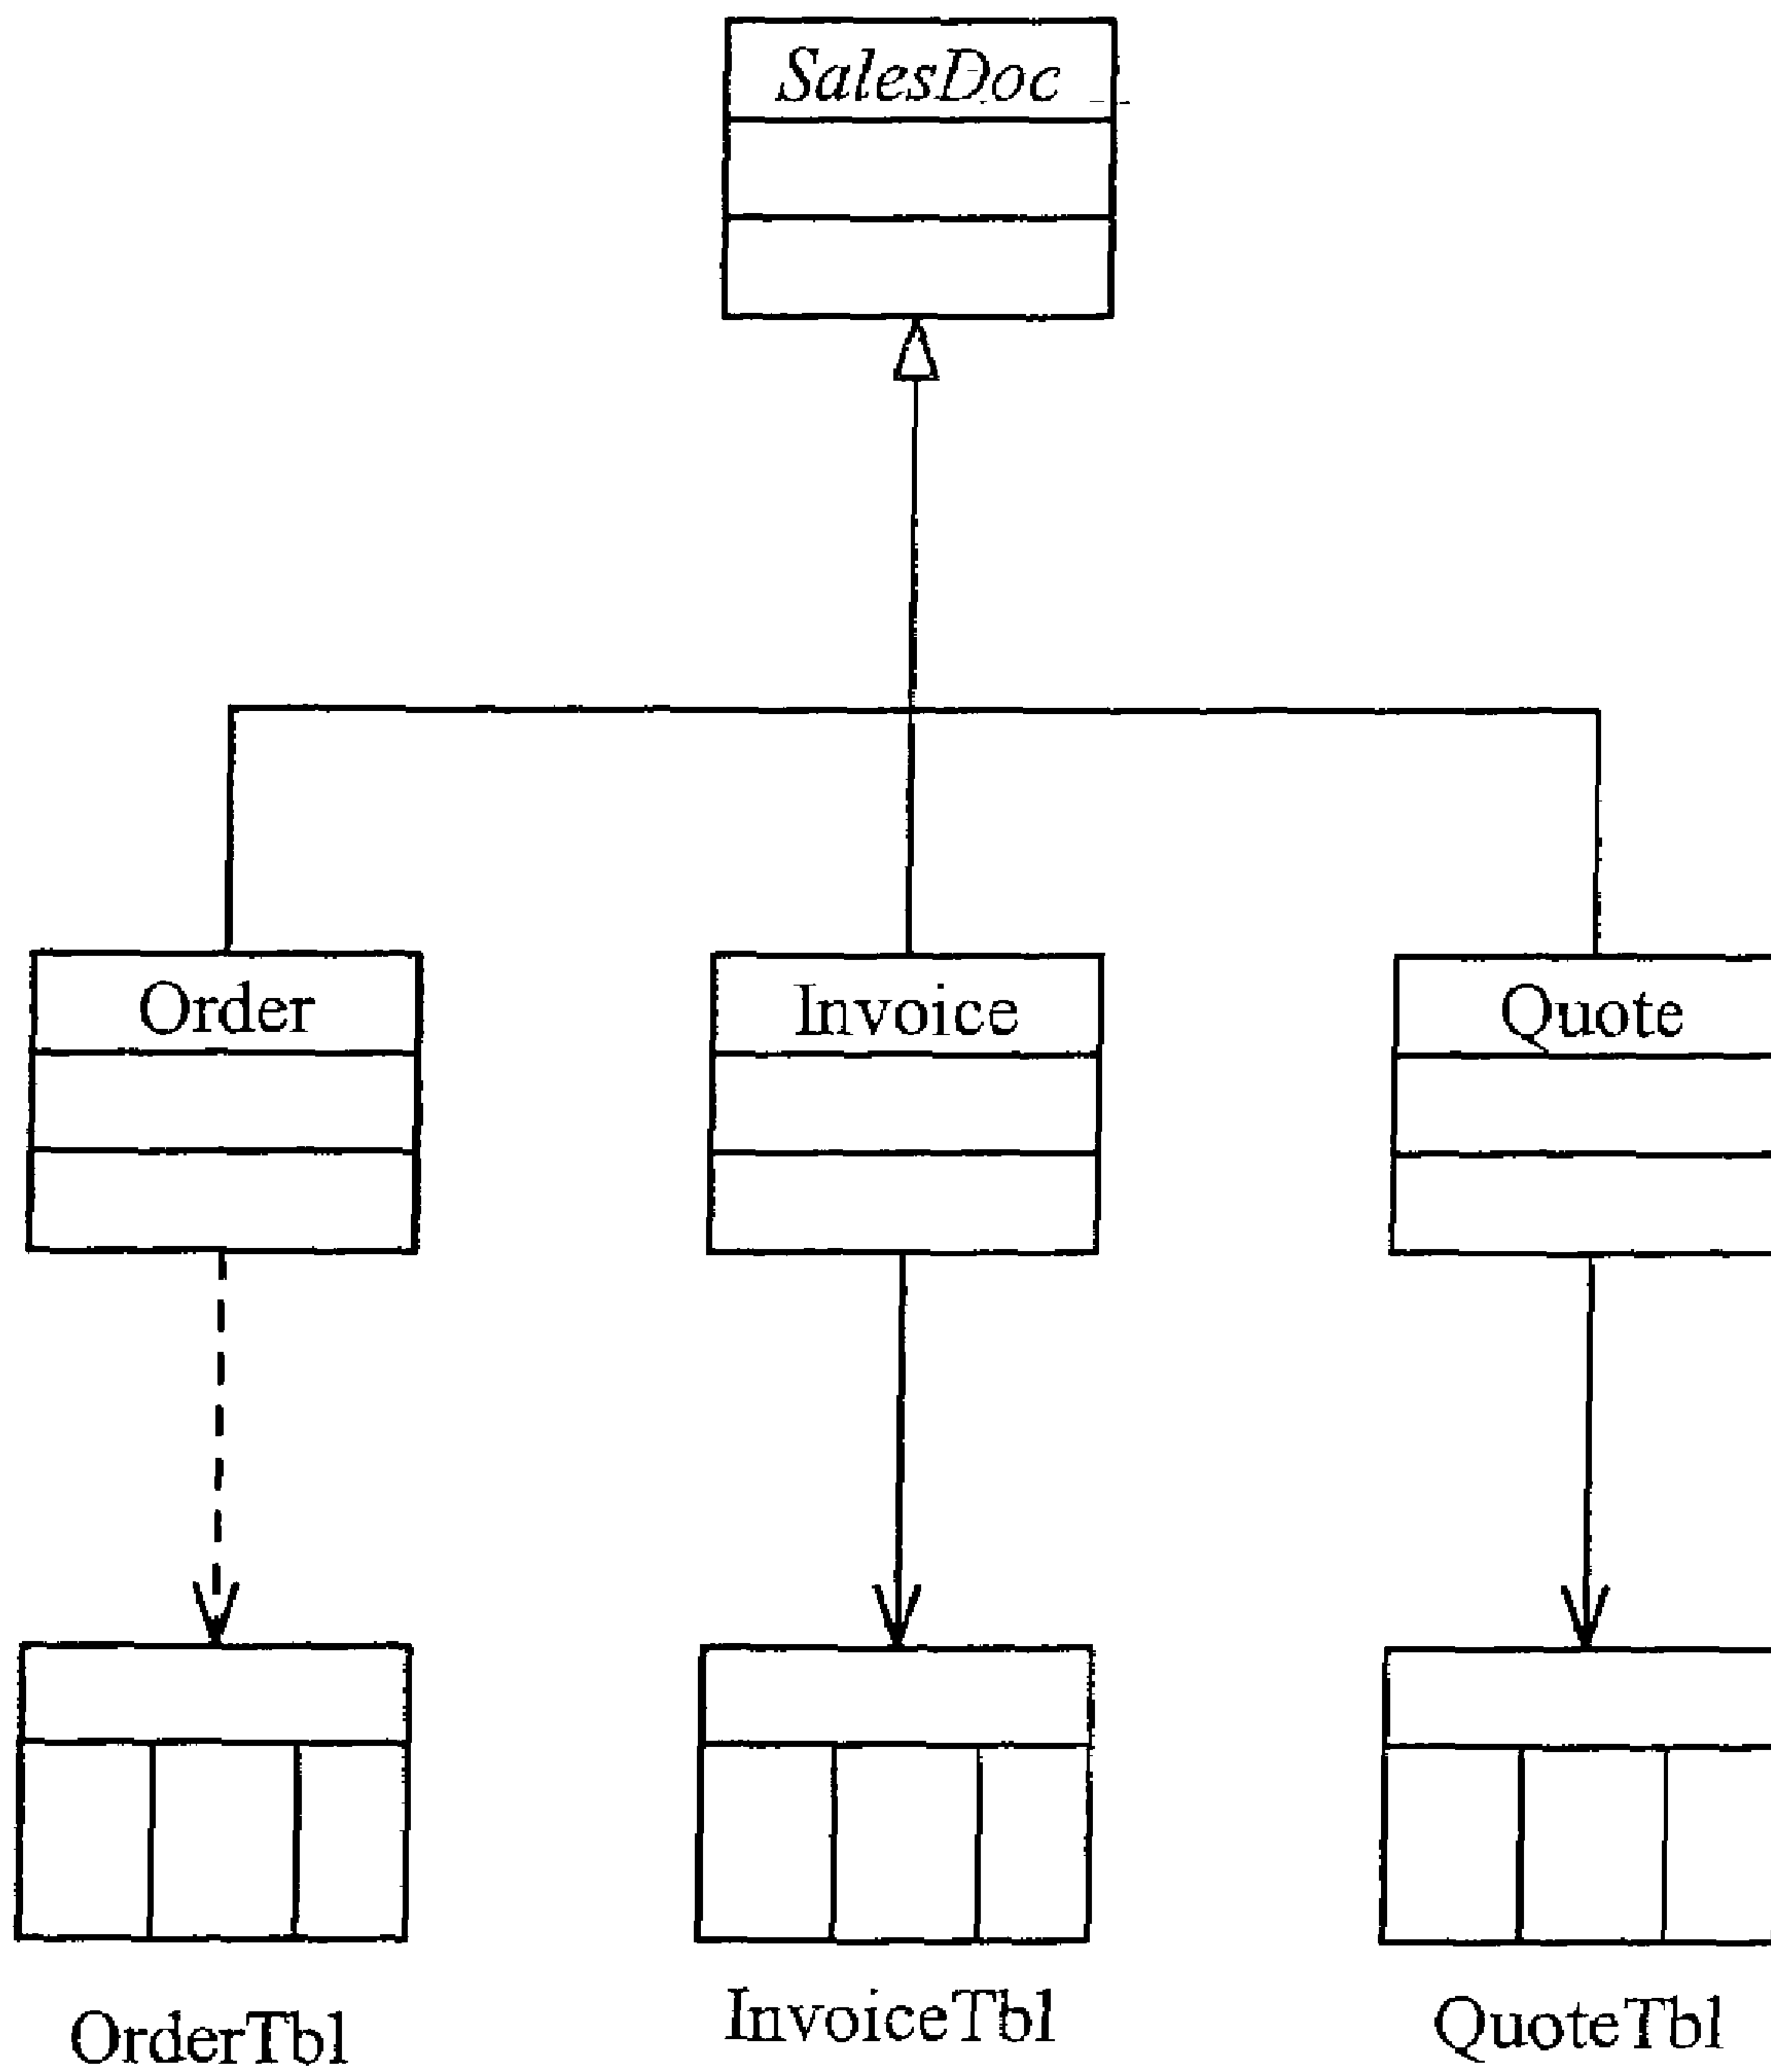 SalesDoc
Order
Invoice
Quote
OrderTbl
InvoiceTbl
QuoteTbl